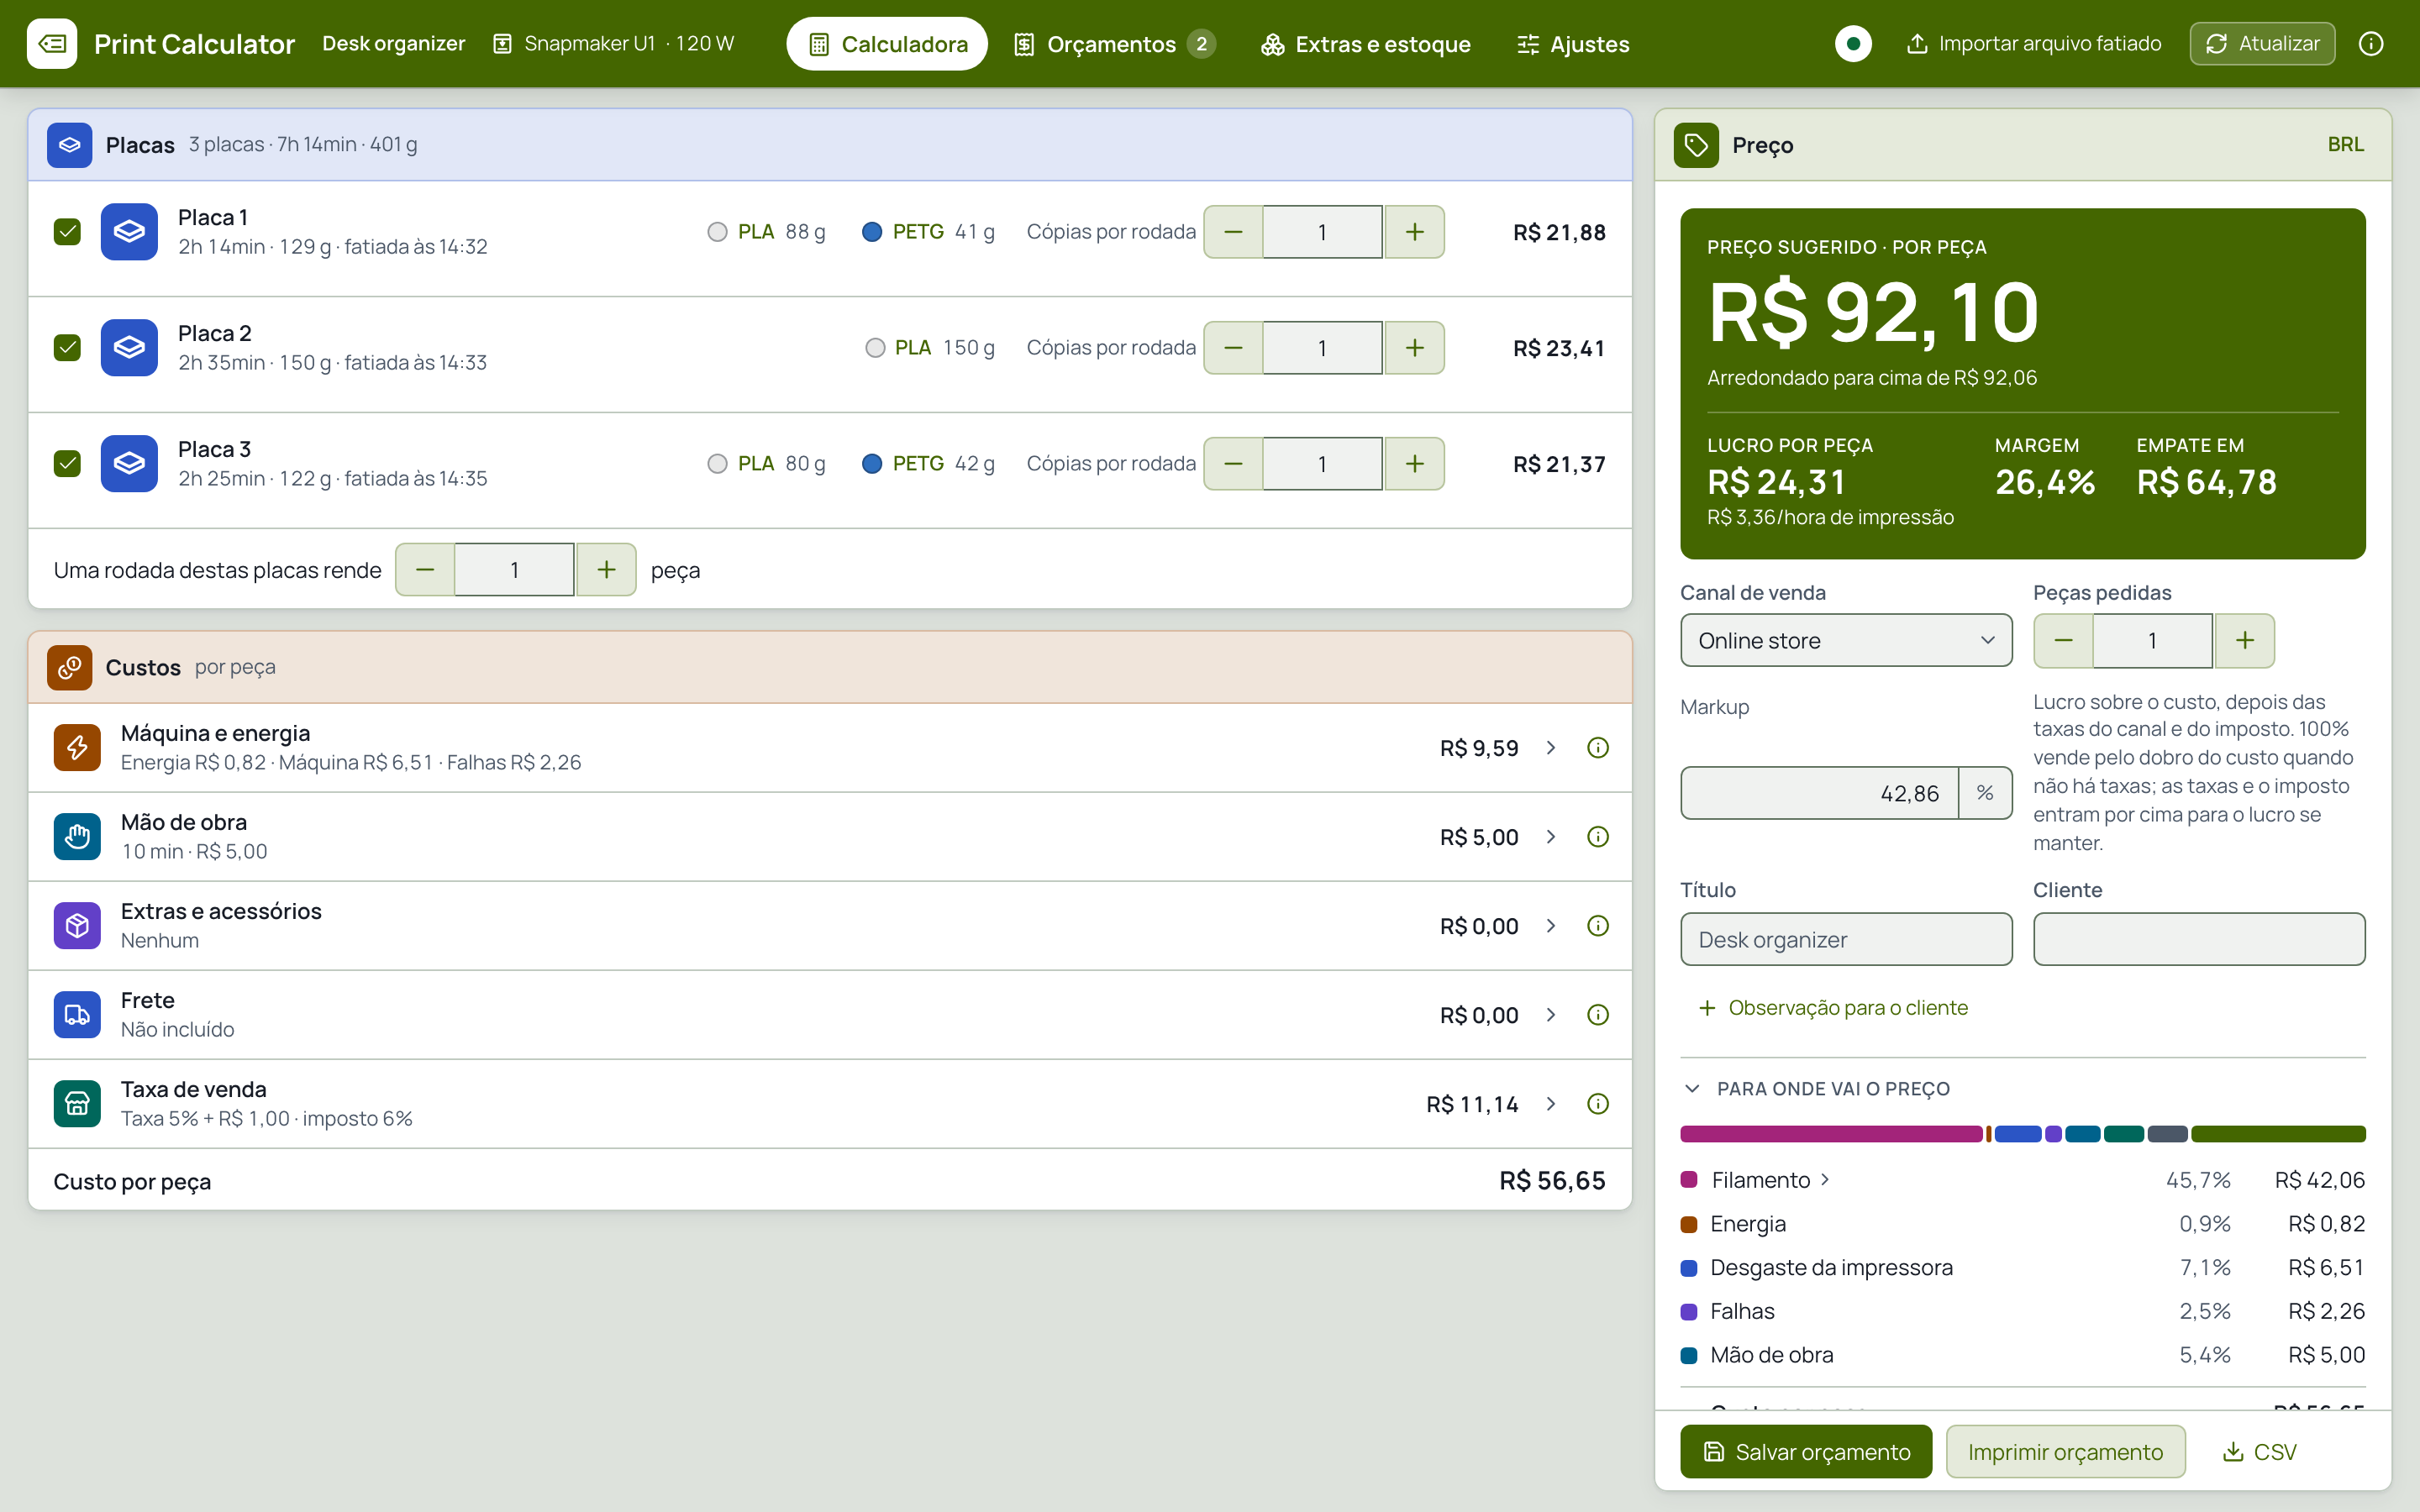 Print Calculator
Desk organizer
Snapmaker U1 · 120 W
Calculadora
Orçamentos 2
Extras e estoque
Ajustes
Importar arquivo fatiado
Atualizar
Placas 3 placas · 7h 14min · 401 g
Placa 1
2h 14min · 129 g · fatiada às 14:32
PLA 88 g
PETG 41 g
Cópias por rodada
1
R$ 21,88
Placa 2
2h 35min · 150 g · fatiada às 14:33
PLA 150 g
Cópias por rodada
1
R$ 23,41
Placa 3
2h 25min · 122 g · fatiada às 14:35
PLA 80 g
PETG 42 g
Cópias por rodada
1
R$ 21,37
Uma rodada destas placas rende 1 peça
Custos por peça
Máquina e energia
Energia R$ 0,82 · Máquina R$ 6,51 · Falhas R$ 2,26
R$ 9,59
Mão de obra
10 min · R$ 5,00
R$ 5,00
Extras e acessórios
Nenhum
R$ 0,00
Frete
Não incluído
R$ 0,00
Taxa de venda
Taxa 5% + R$ 1,00 · imposto 6%
R$ 11,14
Custo por peça R$ 56,65
Preço
BRL
PREÇO SUGERIDO · POR PEÇA
R$ 92,10
Arredondado para cima de R$ 92,06
LUCRO POR PEÇA
R$ 24,31
R$ 3,36/hora de impressão
MARGEM
26,4%
EMPATE EM
R$ 64,78
Canal de venda
Online store
Peças pedidas
1
Markup
42,86 %
Lucro sobre o custo, depois das
taxas do canal e do imposto. 100%
vende pelo dobro do custo quando
não há taxas; as taxas e o imposto
entram por cima para o lucro se
manter.
Título
Desk organizer
Cliente
Observação para o cliente
PARA ONDE VAI O PREÇO
Filamento 45,7% R$ 42,06
Energia 0,9% R$ 0,82
Desgaste da impressora 7,1% R$ 6,51
Falhas 2,5% R$ 2,26
Mão de obra 5,4% R$ 5,00
Salvar orçamento
Imprimir orçamento
CSV